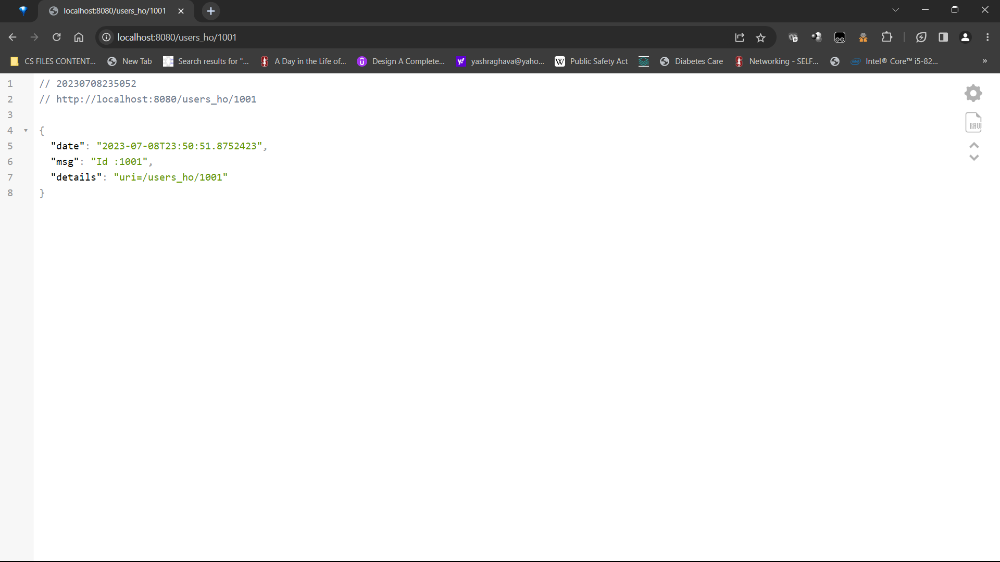 localhost:8080/users_ho/1001
localhost:8080/users_ho/1001
CS FILES CONTENT... New Tab Search results for "... A Day in the Life of... Design A Complete... y! yashraghava@yaho... W Public Safety Act Diabetes Care Networking - SELF... intel Intel® Core™ i5-82... »
1 // 20230708235052
2 // http://localhost:8080/users_ho/1001
3
4 {
5 "date": "2023-07-08T23:50:51.8752423",
6 "msg": "Id :1001",
7 "details": "uri=/users_ho/1001"
8 }
RAW